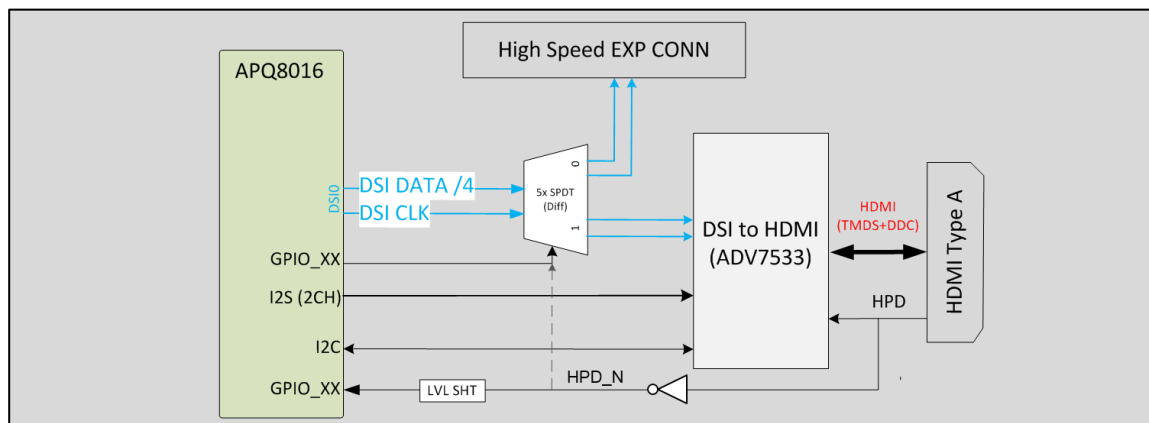 High Speed EXP CONN
APQ8016
DSI0
DSI DATA /4
DSI CLK
5x SPDT
(Diff)
0
1
DSI to HDMI
(ADV7533)
HDMI
(TMDS+DDC)
HDMI Type A
GPIO_XX
I2S (2CH)
HPD
I2C
GPIO_XX
LVL SHT
HPD_N